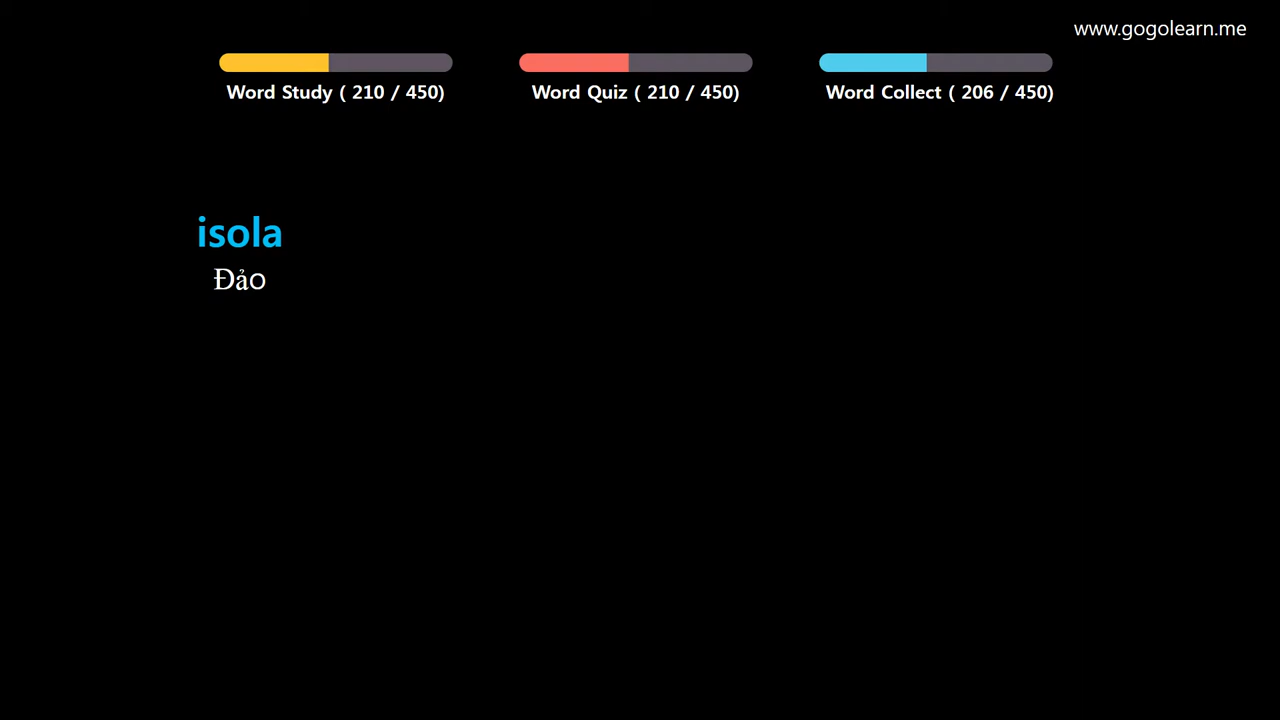 www.gogolearn.me
Word Study ( 210 / 450)
Word Quiz ( 210 / 450)
Word Collect ( 206 / 450)
isola
Đảo